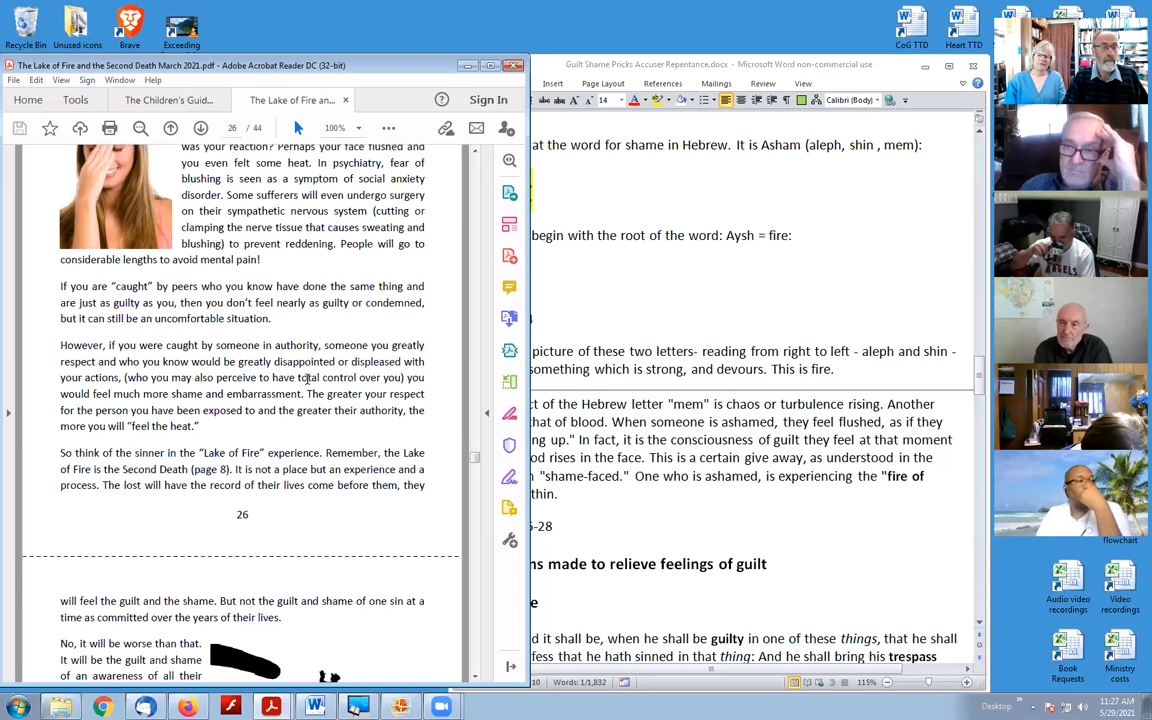 Recycle Bin
Unused icons
Brave
Exceeding
CoG TTD
Heart TTD
The Lake of Fire and the Second Death March 2021.pdf - Adobe Acrobat Reader DC (32-bit)
File Edit View Sign Window Help
Home Tools The Children's Guid... The Lake of Fire an... × Sign In
26 / 44 100%
was your reaction? Perhaps your face flushed and
you even felt some heat. In psychiatry, fear of
blushing is seen as a symptom of social anxiety
disorder. Some sufferers will even undergo surgery
on their sympathetic nervous system (cutting or
clamping the nerve tissue that causes sweating and
blushing) to prevent reddening. People will go to
considerable lengths to avoid mental pain!
If you are “caught” by peers who you know have done the same thing and
are just as guilty as you, then you don’t feel nearly as guilty or condemned,
but it can still be an uncomfortable situation.
However, if you were caught by someone in authority, someone you greatly
respect and who you know would be greatly disappointed or displeased with
your actions, (who you may also perceive to have total control over you) you
would feel much more shame and embarrassment. The greater your respect
for the person you have been exposed to and the greater their authority, the
more you will “feel the heat.”
So think of the sinner in the “Lake of Fire” experience. Remember, the Lake
of Fire is the Second Death (page 8). It is not a place but an experience and a
process. The lost will have the record of their lives come before them, they
26
will feel the guilt and the shame. But not the guilt and shame of one sin at a
time as committed over the years of their lives.
No, it will be worse than that.
It will be the guilt and shame
of an awareness of all their
Guilt Shame Pricks Accuser Repentance.docx - Microsoft Word non-commercial use
Page Layout References Mailings Review View
14 Calibri (Body)
at the word for shame in Hebrew. It is Asham (aleph, shin , mem):
begin with the root of the word: Aysh = fire:
picture of these two letters- reading from right to left - aleph and shin -
something which is strong, and devours. This is fire.
ct of the Hebrew letter "mem" is chaos or turbulence rising. Another
that of blood. When someone is ashamed, they feel flushed, as if they
ng up." In fact, it is the consciousness of guilt they feel at that moment
od rises in the face. This is a certain give away, as understood in the
"shame-faced." One who is ashamed, is experiencing the "fire of
thin.
-28
ns made to relieve feelings of guilt
e
d it shall be, when he shall be guilty in one of these things, that he shall
fess that he hath sinned in that thing: And he shall bring his trespass
10 Words: 1/1,832 115%
ANGELS
flowchart
Audio video
recordings
Video
recordings
Book
Requests
Ministry
costs
Desktop
11:27 AM
5/29/2021